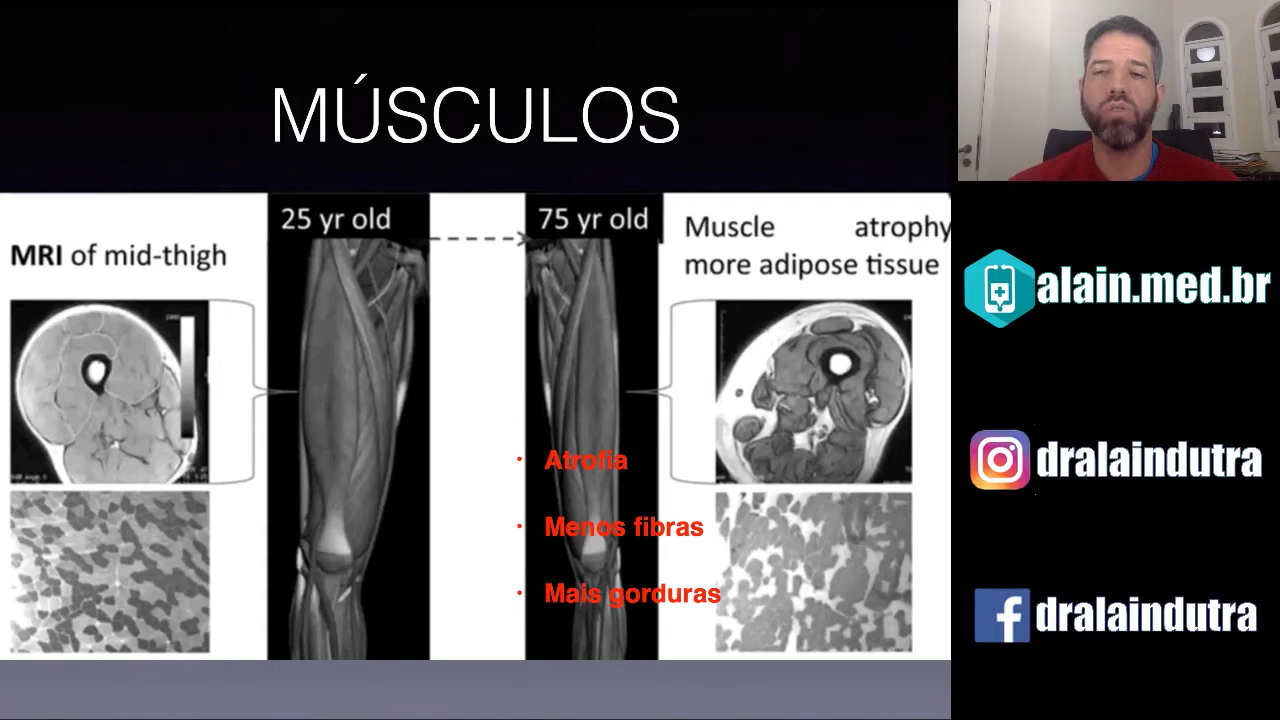 MÚSCULOS
MRI of mid-thigh
25 yr old
75 yr old
Muscle atrophy
more adipose tissue
• Atrofia
• Menos fibras
• Mais gorduras
alain.med.br
dralaindutra
dralaindutra